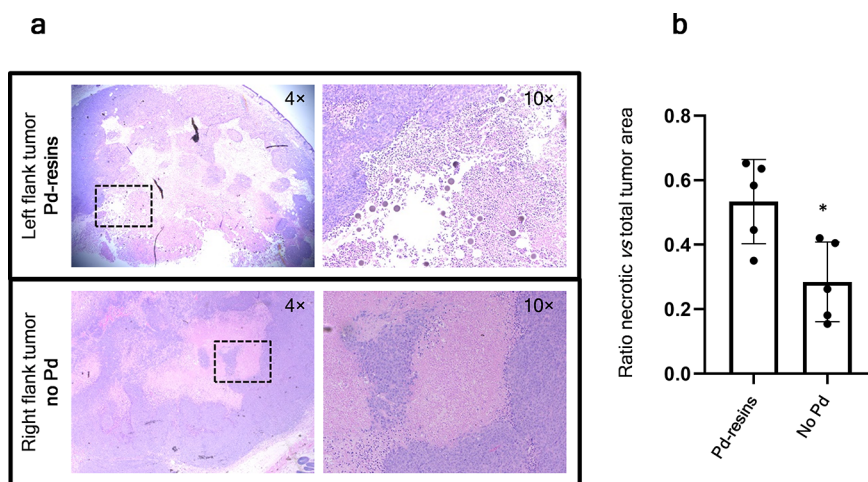 a
Left flank tumor
Pd-resins
4×
10×
Right flank tumor
no Pd
4×
10×
b
Ratio necrotic vs total tumor area
0.8
0.6
0.4
0.2
0.0
*
Pd-resins
No Pd